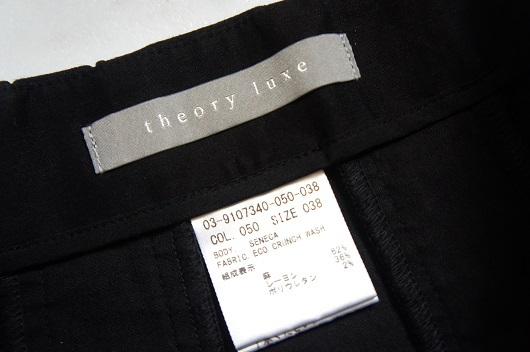 theory luxe
03-9107340-050-038
COL. 050 SIZE 038
BODY. SENECA
FABRIC. ECO CRUNCH WASH
組成表示 麻 62%
レーヨン 36%
ポリウレタン 2%